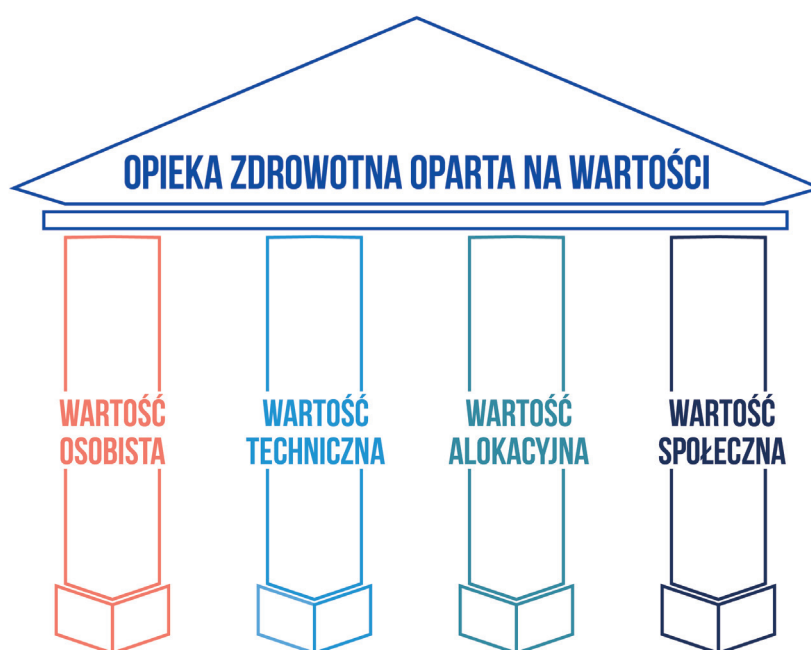 OPIEKA ZDROWOTNA OPARTA NA WARTOŚCI
WARTOŚĆ
OSOBISTA
WARTOŚĆ
TECHNICZNA
WARTOŚĆ
ALOKACYJNA
WARTOŚĆ
SPOŁECZNA